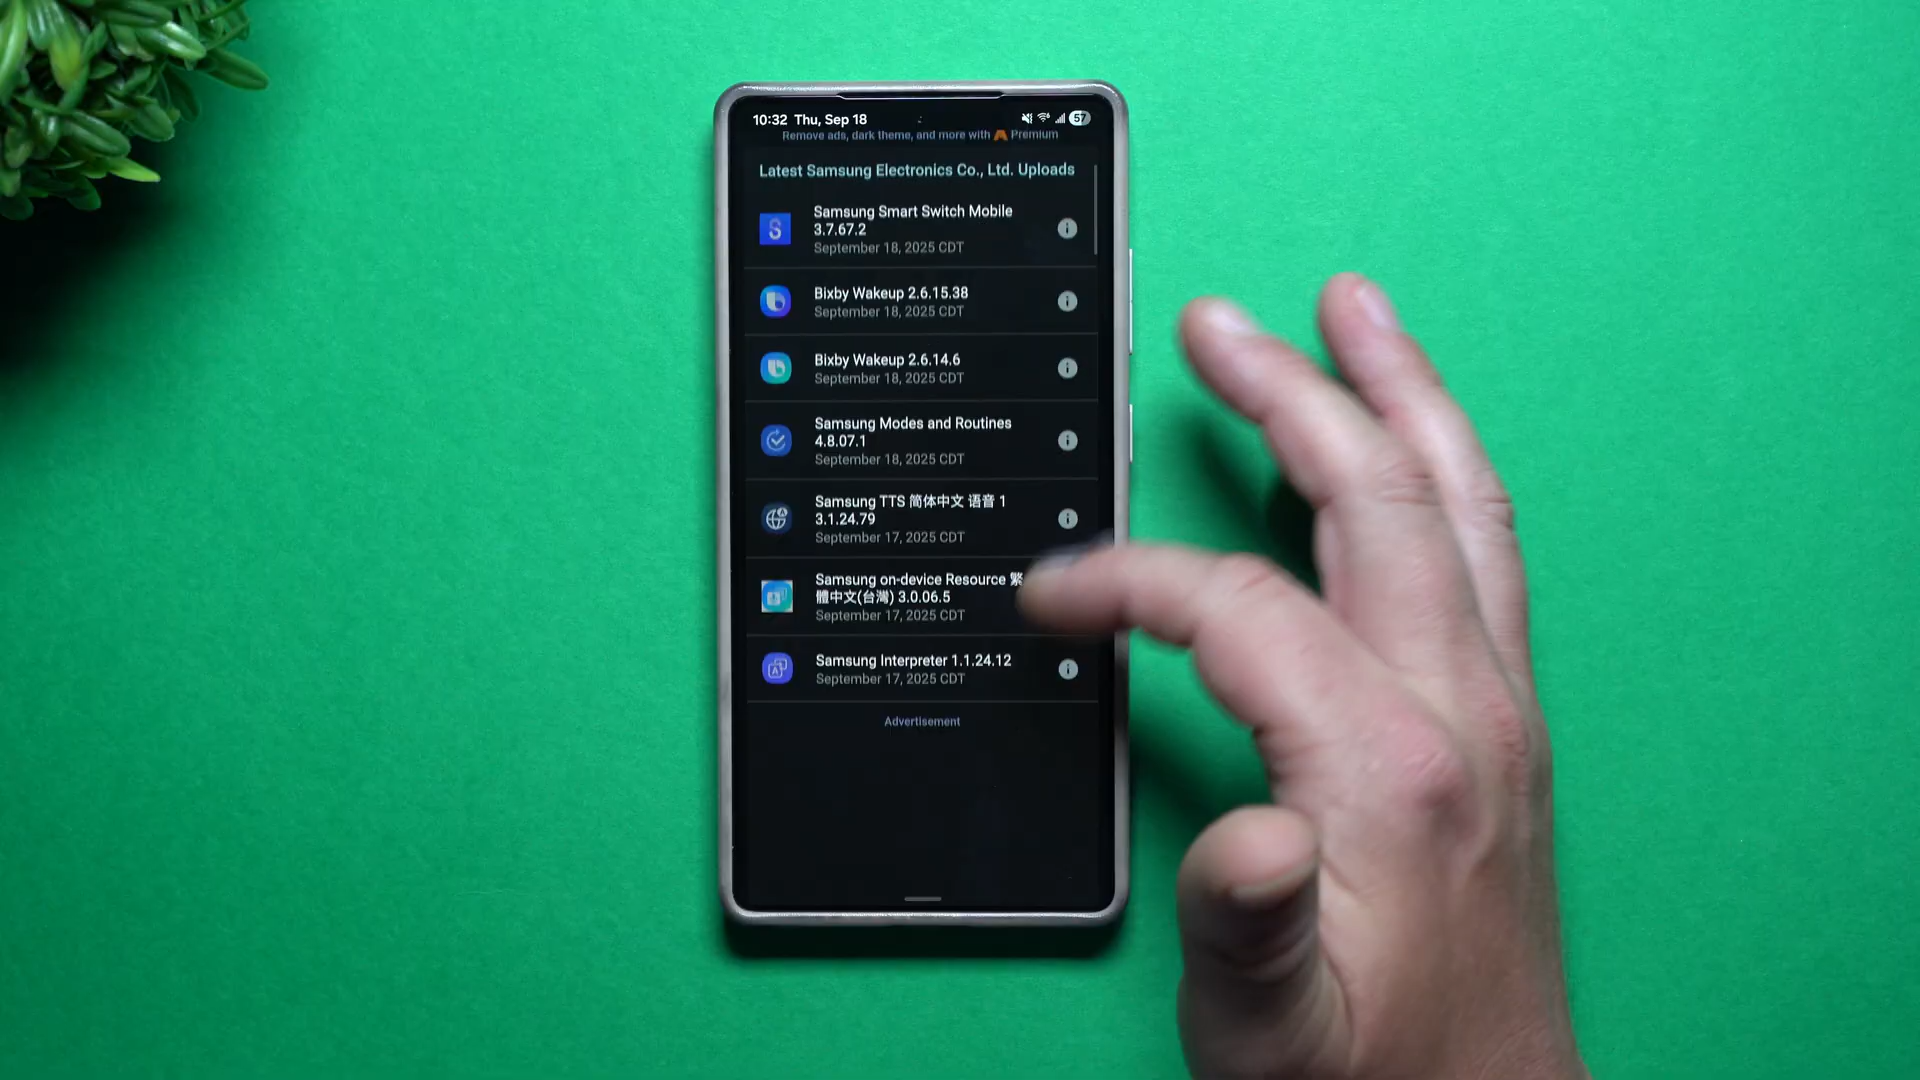 10:32 Thu, Sep 18
57
Remove ads, dark theme, and more with Premium
Latest Samsung Electronics Co., Ltd. Uploads
Samsung Smart Switch Mobile
3.7.67.2
September 18, 2025 CDT
Bixby Wakeup 2.6.15.38
September 18, 2025 CDT
Bixby Wakeup 2.6.14.6
September 18, 2025 CDT
Samsung Modes and Routines
4.8.07.1
September 18, 2025 CDT
Samsung TTS 简体中文 语音 1
3.1.24.79
September 17, 2025 CDT
Samsung on-device Resource 繁
體中文(台灣) 3.0.06.5
September 17, 2025 CDT
Samsung Interpreter 1.1.24.12
September 17, 2025 CDT
Advertisement